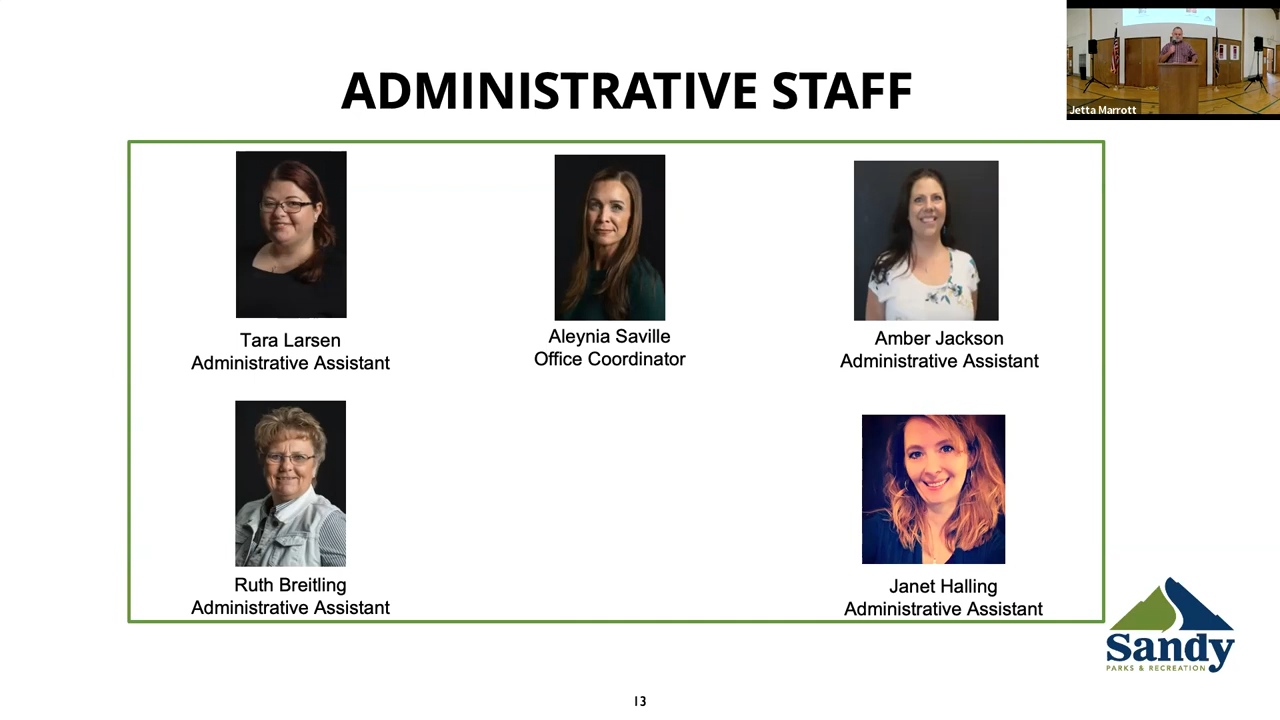 Jetta Marrott
ADMINISTRATIVE STAFF
Tara Larsen
Administrative Assistant
Aleynia Saville
Office Coordinator
Amber Jackson
Administrative Assistant
Ruth Breitling
Administrative Assistant
Janet Halling
Administrative Assistant
Sandy
PARKS & RECREATION
13